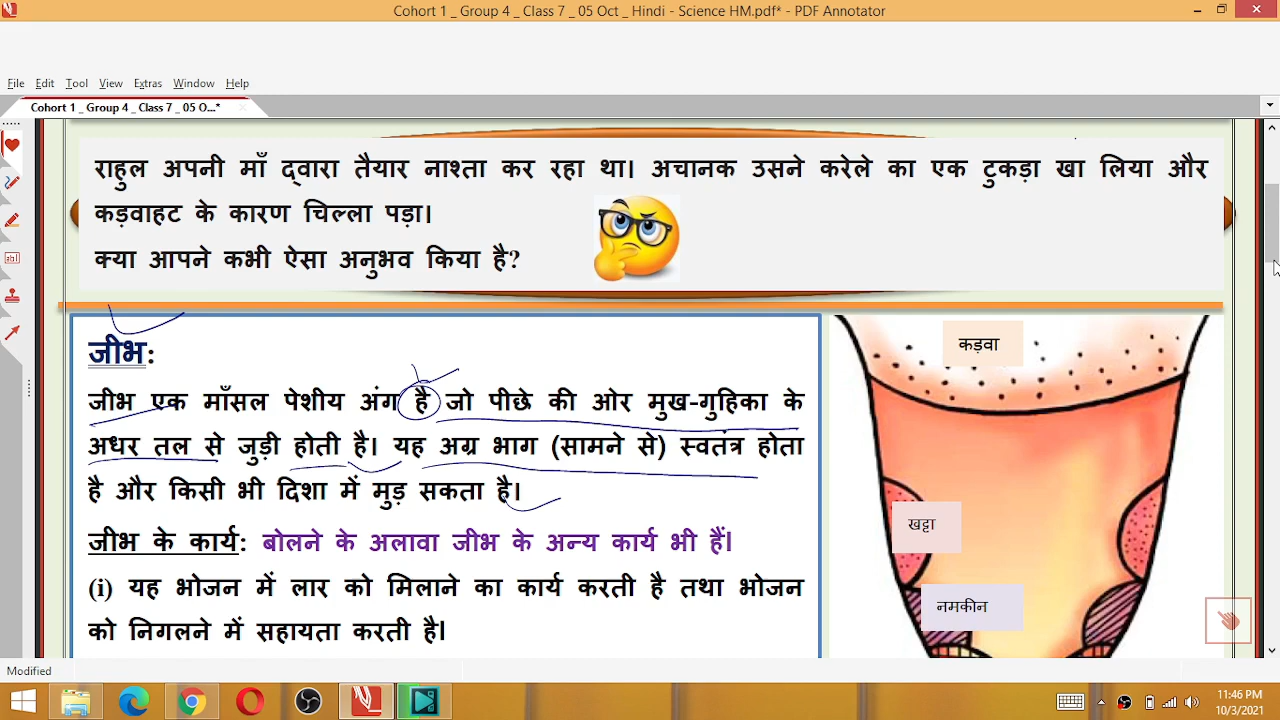 Cohort 1 _ Group 4 _ Class 7 _ 05 Oct _ Hindi - Science HM.pdf* - PDF Annotator
File Edit Tool View Extras Window Help
Cohort 1 _ Group 4 _ Class 7 _ 05 O...*
राहुल अपनी माँ द्वारा तैयार नाश्ता कर रहा था। अचानक उसने करेले का एक टुकड़ा खा लिया और
कड़वाहट के कारण चिल्ला पड़ा।
क्या आपने कभी ऐसा अनुभव किया है?
जीभ:
जीभ एक माँसल पेशीय अंग है जो पीछे की ओर मुख-गुहिका के
अधर तल से जुड़ी होती है। यह अग्र भाग (सामने से) स्वतंत्र होता
है और किसी भी दिशा में मुड़ सकता है।
जीभ के कार्य: बोलने के अलावा जीभ के अन्य कार्य भी हैं।
(i) यह भोजन में लार को मिलाने का कार्य करती है तथा भोजन
को निगलने में सहायता करती है।
कड़वा
खट्टा
नमकीन
Modified
11:46 PM
10/3/2021